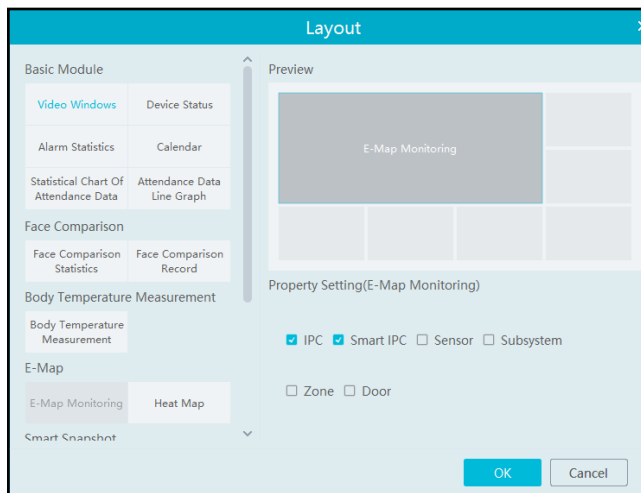 Layout
Basic Module
Video Windows
Device Status
Alarm Statistics
Calendar
Statistical Chart Of
Attendance Data
Attendance Data
Line Graph
Face Comparison
Face Comparison
Statistics
Face Comparison
Record
Body Temperature Measurement
Body Temperature
Measurement
E-Map
E-Map Monitoring
Heat Map
Smart Snapshot
Preview
E-Map Monitoring
Property Setting(E-Map Monitoring)
IPC Smart IPC Sensor Subsystem
Zone Door
OK Cancel